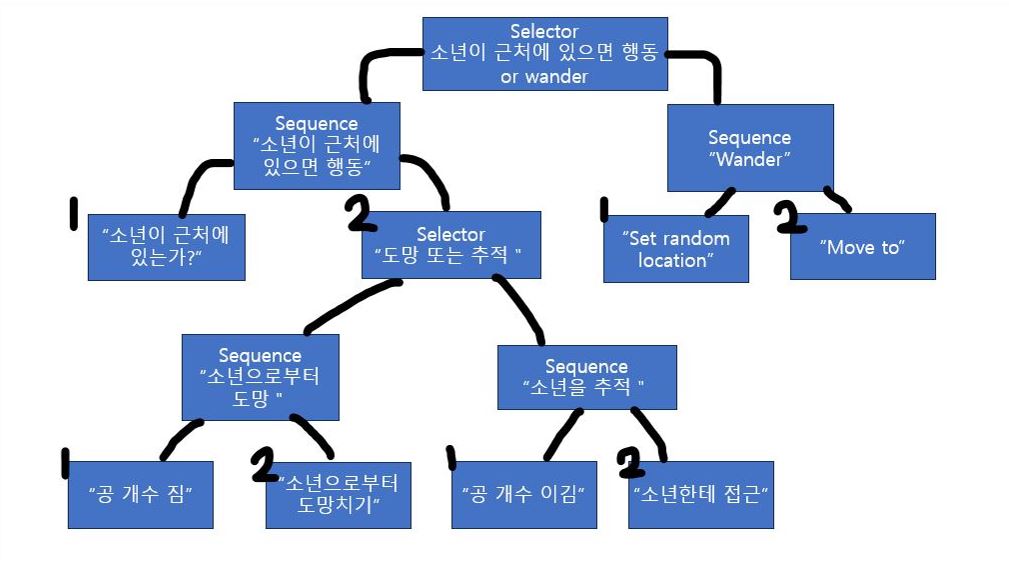 Selector
소년이 근처에 있으면 행동
or wander
Sequence
“소년이 근처에
있으면 행동”
Sequence
”Wander”
1
“소년이 근처에
있는가?”
2
Selector
“도망 또는 추적 "
1
“Set random
location”
2
”Move to“
Sequence
“소년으로부터
도망 "
Sequence
“소년을 추적 "
1
”공 개수 짐”
2
“소년으로부터
도망치기”
1
”공 개수 이김”
2
“소년한테 접근”